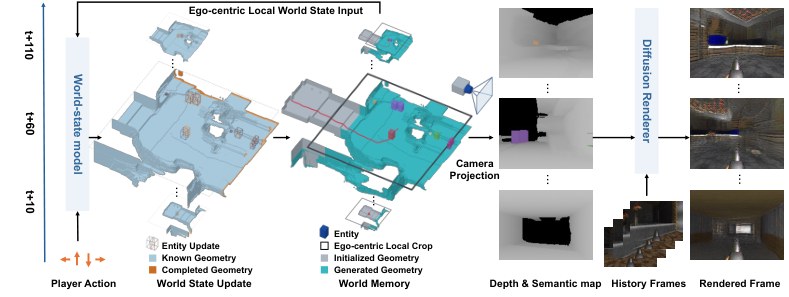 Ego-centric Local World State Input
t+110
t+60
t+10
World-state model
Camera
Projection
Diffusion Renderer
Entity Update
Known Geometry
Completed Geometry
Entity
Ego-centric Local Crop
Initialized Geometry
Generated Geometry
Player Action
World State Update
World Memory
Depth & Semantic map
History Frames
Rendered Frame